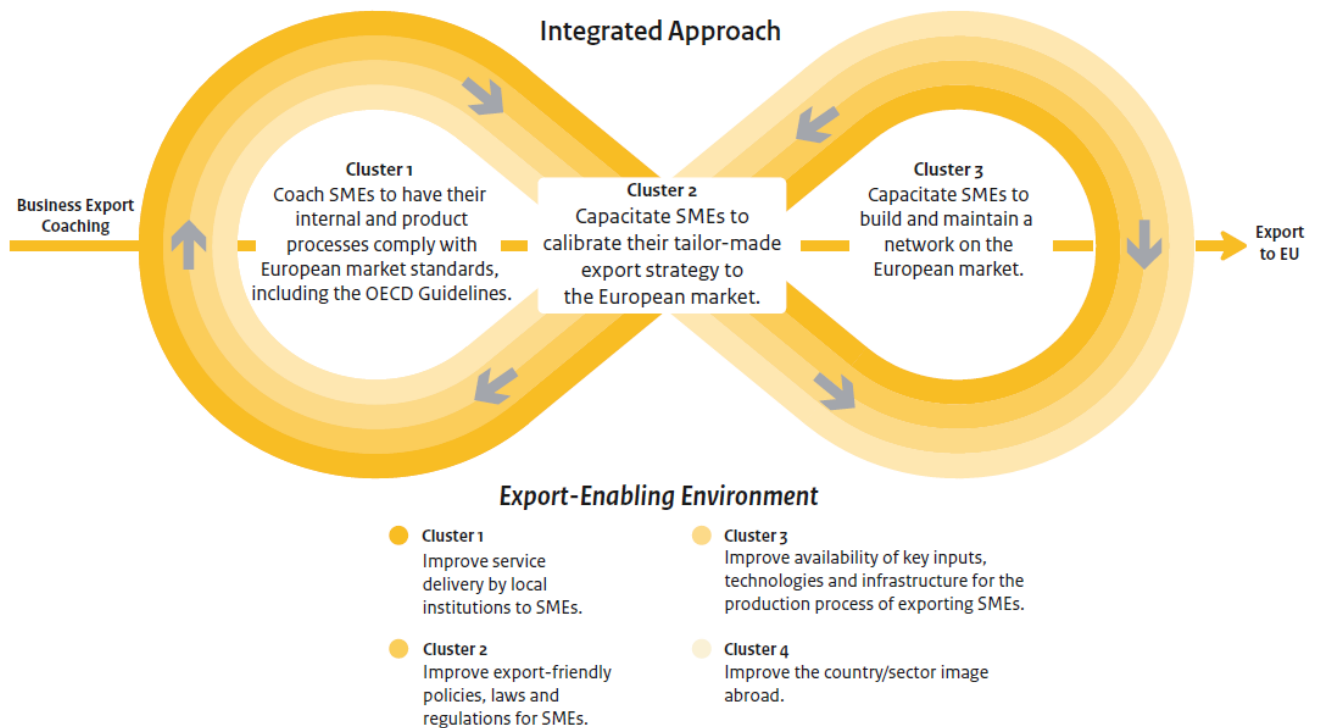 Integrated Approach
Business Export
Coaching
Cluster 1
Coach SMEs to have their
internal and product
processes comply with
European market standards,
including the OECD Guidelines.
Cluster 2
Capacitate SMEs to
calibrate their tailor-made
export strategy to
the European market.
Cluster 3
Capacitate SMEs to
build and maintain a
network on the
European market.
Export
to EU
Export-Enabling Environment
Cluster 1
Improve service
delivery by local
institutions to SMEs.
Cluster 2
Improve export-friendly
policies, laws and
regulations for SMEs.
Cluster 3
Improve availability of key inputs,
technologies and infrastructure for the
production process of exporting SMEs.
Cluster 4
Improve the country/sector image
abroad.